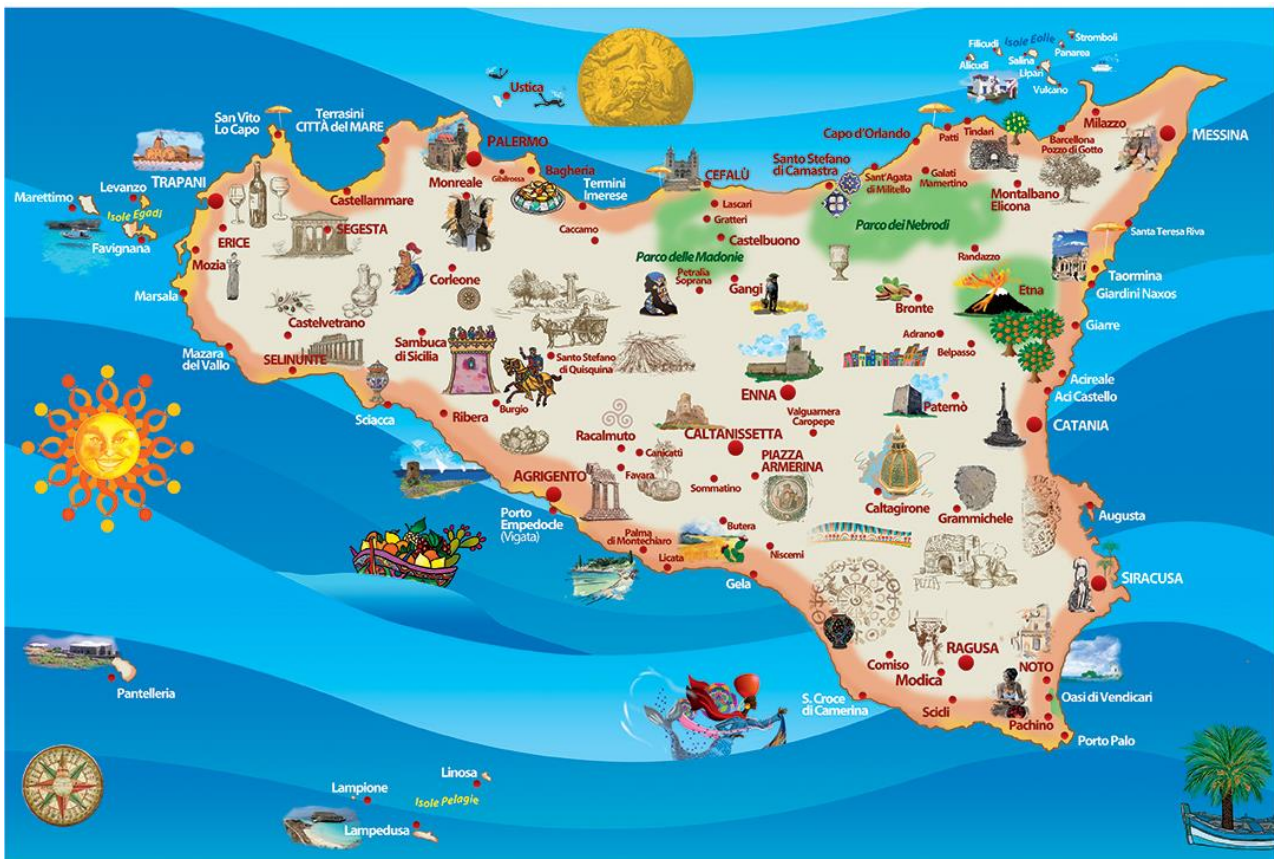 Stromboli
Isole Eolie
Filicudi
Panarea
Salina
Alicudi
Lipari
Vulcano
Ustica
San Vito
Lo Capo
Terrasini
CITTÀ del MARE
PALERMO
Capo d'Orlando
Patti
Tindari
Milazzo
Barcellona
Pozzo di Gotto
MESSINA
TRAPANI
Levanzo
Marettimo
Isole Egadi
Favignana
Castellammare
Monreale
Gibilrossa
Bagheria
Termini
Imerese
CEFALÙ
Santo Stefano
di Camastra
Sant'Agata
di Militello
Galati
Mamertino
Montalbano
Elicona
ERICE
SEGESTA
Caccamo
Lascari
Gratteri
Castelbuono
Parco dei Nebrodi
Santa Teresa Riva
Mozia
Corleone
Parco delle Madonie
Petralia
Soprana
Gangi
Randazzo
Etna
Taormina
Giardini Naxos
Marsala
Bronte
Castelvetrano
Sambuca
di Sicilia
Adrano
Belpasso
Giarre
Mazara
del Vallo
SELINUNTE
Santo Stefano
di Quisquina
Acireale
Aci Castello
Sciacca
Ribera
Burgio
ENNA
Valguarnera
Caropepe
Paternò
CATANIA
Racalmuto
Canicatti
CALTANISSETTA
PIAZZA
ARMERINA
AGRIGENTO
Favara
Sommatino
Caltagirone
Grammichele
Augusta
Porto
Empedocle
(Vigata)
Palma
di Montechiaro
Butera
Licata
Niscemi
Gela
SIRACUSA
Comiso
Modica
RAGUSA
NOTO
Oasi di Vendicari
S. Croce
di Camerina
Scicli
Pachino
Porto Palo
Pantelleria
Linosa
Lampione
Isole Pelagie
Lampedusa